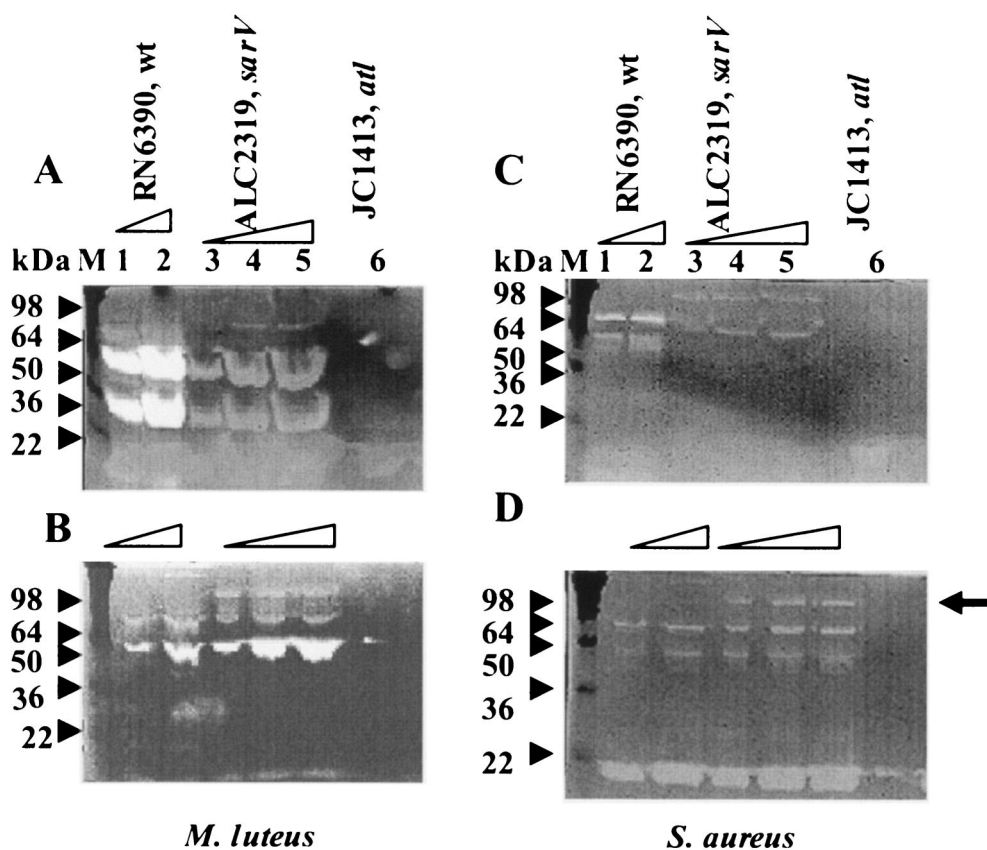 RN6390, wt
ALC2319, sarV
JC1413, atl
A
kDa M 1 2 3 4 5 6
98
64
50
36
22
B
98
64
50
36
22
M. luteus
RN6390, wt
ALC2319, sarV
JC1413, atl
C
kDa M 1 2 3 4 5 6
98
64
50
36
22
D
98
64
50
36
22
S. aureus